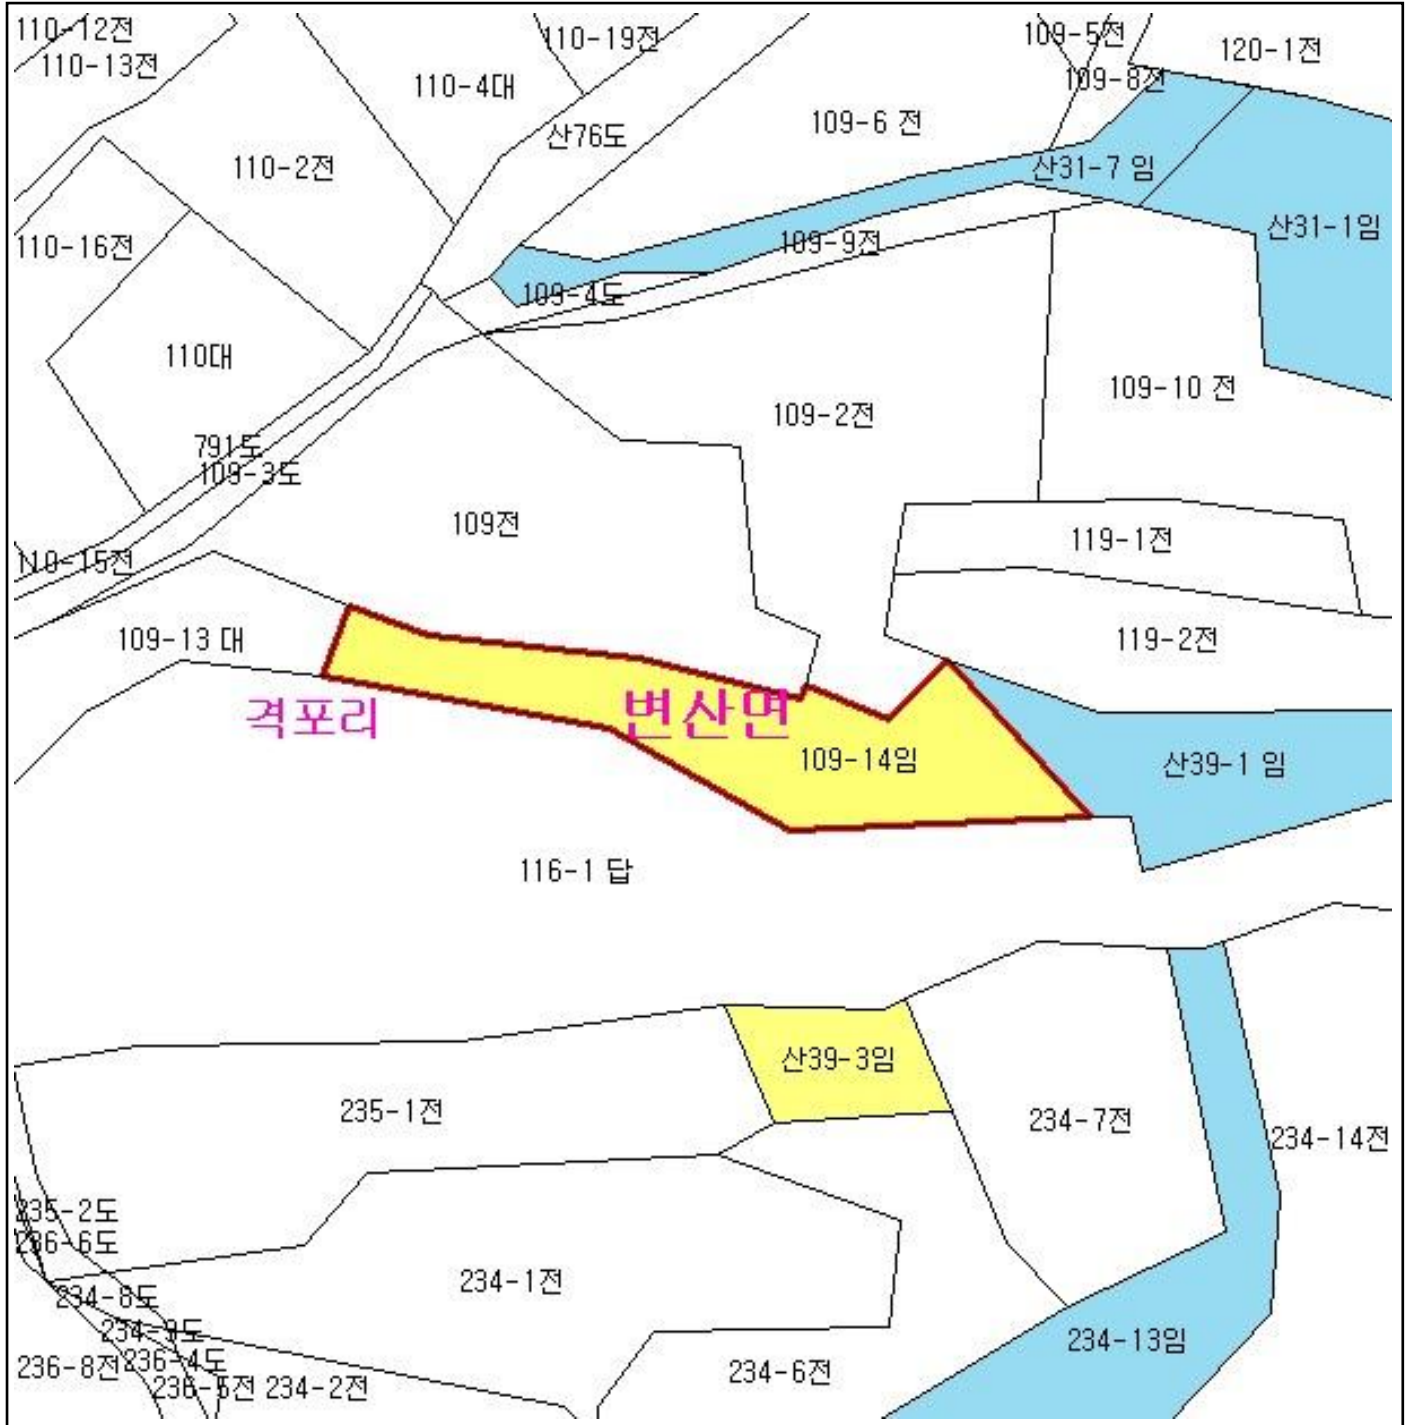 110-12전
110-13전
110-19전
109-5전
120-1전
110-4대
109-8전
산76도
109-6 전
110-2전
산31-7 임
110-16전
109-9전
산31-1임
109-4도
110대
109-10 전
109-2전
791도
109-3도
109전
119-1전
110-15전
109-13 대
119-2전
격포리
변산면
109-14임
산39-1 임
116-1 답
산39-3임
235-1전
234-7전
234-14전
235-2도
236-6도
234-1전
234-8도
234-9도
234-13임
236-8전
236-4도
236-5전
234-2전
234-6전